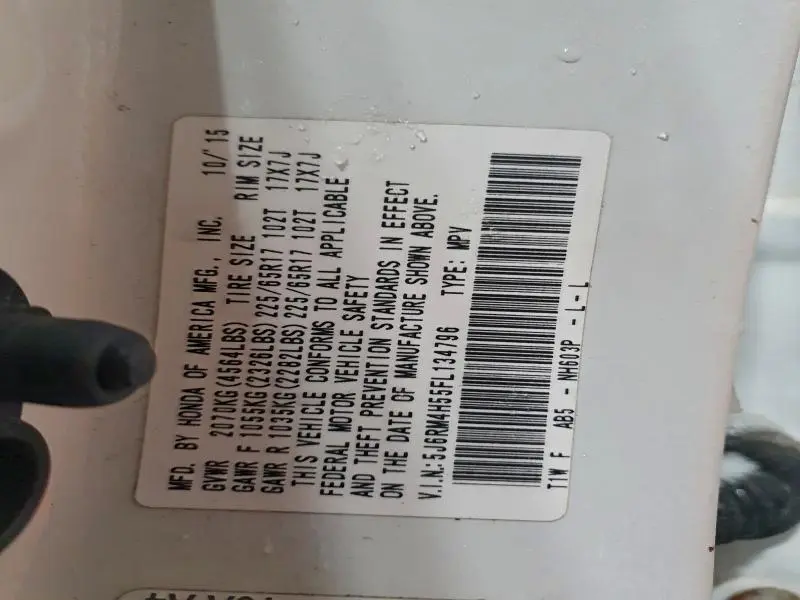 MFD. BY HONDA OF AMERICA MFG., INC. 10/'15
GVWR 2070KG(4564LBS) TIRE SIZE RIM SIZE
GAWR F 1055KG(2326LBS) 225/65R17 102T 17X7J
GAWR R 1035KG(2282LBS) 225/65R17 102T 17X7J
THIS VEHICLE CONFORMS TO ALL APPLICABLE
FEDERAL MOTOR VEHICLE SAFETY
AND THEFT PREVENTION STANDARDS IN EFFECT
ON THE DATE OF MANUFACTURE SHOWN ABOVE.
V.I.N.:5J6RM4H55FL134796 TYPE: MPV
T1W F AB5 - NH603P - L-L